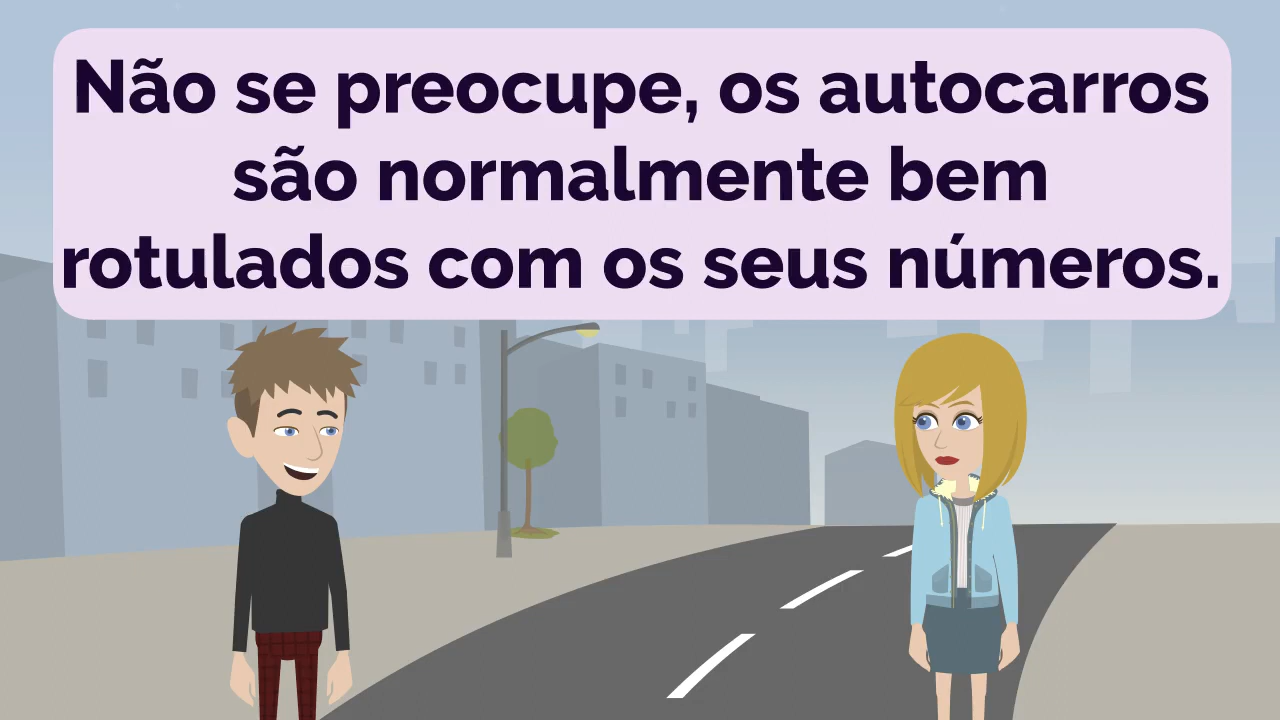 Não se preocupe, os autocarros
são normalmente bem
rotulados com os seus números.